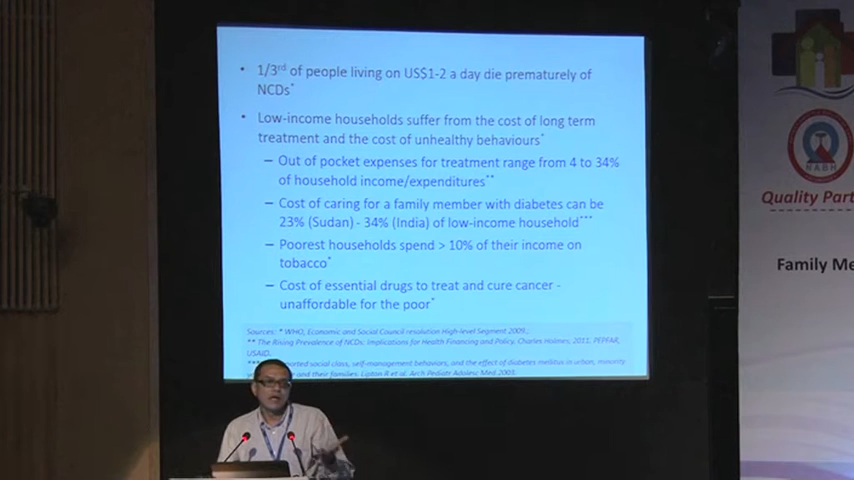 • 1/3rd of people living on US$1-2 a day die prematurely of
NCDs*
• Low-income households suffer from the cost of long term
treatment and the cost of unhealthy behaviours*
– Out of pocket expenses for treatment range from 4 to 34%
of household income/expenditures**
– Cost of caring for a family member with diabetes can be
23% (Sudan) - 34% (India) of low-income household***
– Poorest households spend > 10% of their income on
tobacco*
– Cost of essential drugs to treat and cure cancer -
unaffordable for the poor*
Sources: * WHO, Economic and Social Council resolution High-level Segment 2009.;
** The Rising Prevalence of NCDs: Implications for Health Financing and Policy. Charles Holmes, 2011, PEPFAR,
USAID.
social class, self-management behaviors, and the effect of diabetes mellitus in urban, minority
and their families. Lipton R et al. Arch Pediatr Adolesc Med.2003.
NABH
Quality Part
Family Me